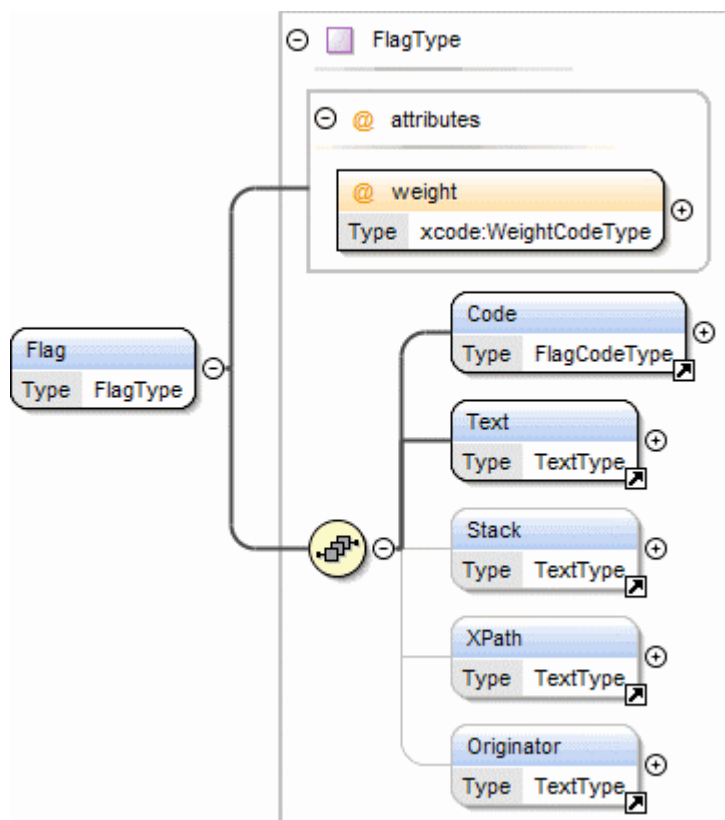 FlagType
@ attributes
@ weight
Type xcode:WeightCodeType
Flag
Type FlagType
Code
Type FlagCodeType
Text
Type TextType
Stack
Type TextType
XPath
Type TextType
Originator
Type TextType